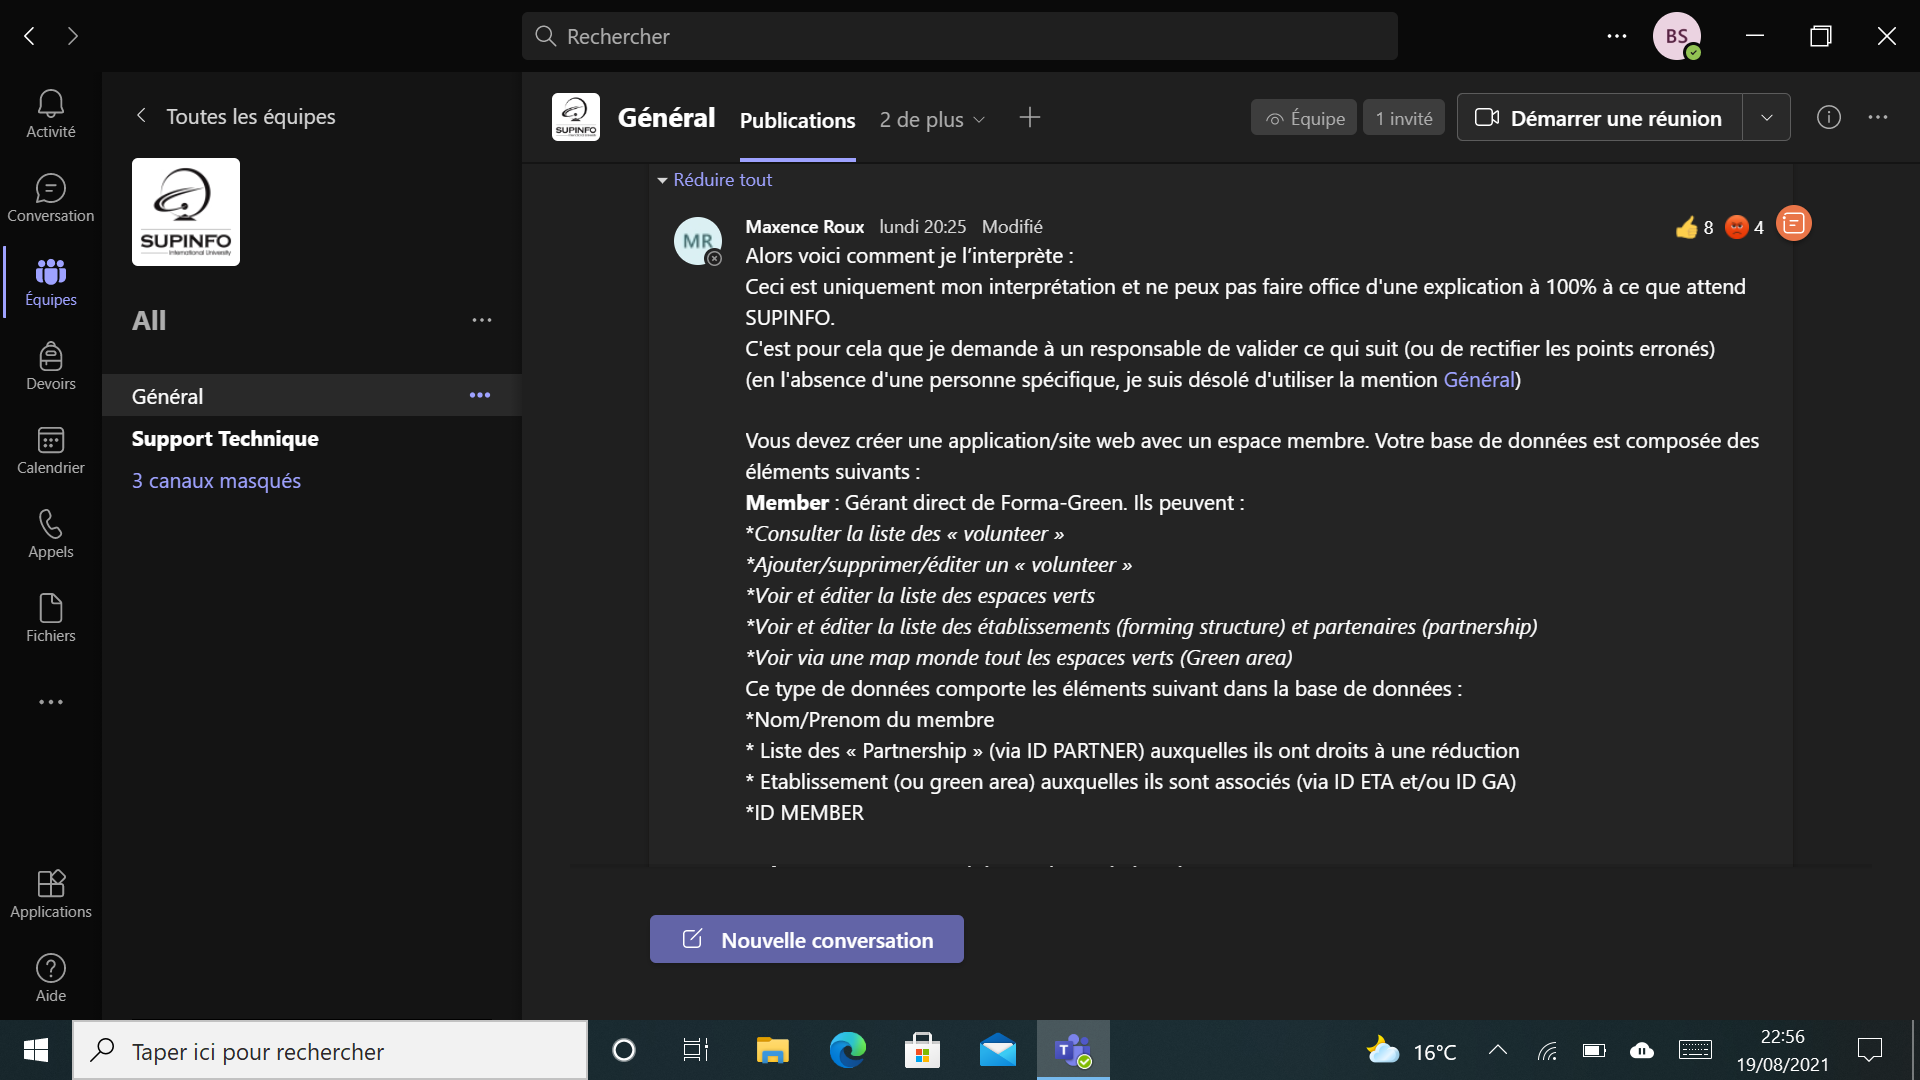 Rechercher
BS
Activité
Conversation
Équipes
Devoirs
Calendrier
Appels
Fichiers
Applications
Aide
Toutes les équipes
SUPINFO
International University
All
Général
Support Technique
3 canaux masqués
SUPINFO
Général
Publications
2 de plus
Équipe
1 invité
Démarrer une réunion
Réduire tout
MR
Maxence Roux lundi 20:25 Modifié
8
4
Alors voici comment je l’interprète :
Ceci est uniquement mon interprétation et ne peux pas faire office d'une explication à 100% à ce que attend
SUPINFO.
C'est pour cela que je demande à un responsable de valider ce qui suit (ou de rectifier les points erronés)
(en l'absence d'une personne spécifique, je suis désolé d'utiliser la mention Général)
Vous devez créer une application/site web avec un espace membre. Votre base de données est composée des
éléments suivants :
Member : Gérant direct de Forma-Green. Ils peuvent :
*Consulter la liste des « volunteer »
*Ajouter/supprimer/éditer un « volunteer »
*Voir et éditer la liste des espaces verts
*Voir et éditer la liste des établissements (forming structure) et partenaires (partnership)
*Voir via une map monde tout les espaces verts (Green area)
Ce type de données comporte les éléments suivant dans la base de données :
*Nom/Prenom du membre
* Liste des « Partnership » (via ID PARTNER) auxquelles ils ont droits à une réduction
* Etablissement (ou green area) auxquelles ils sont associés (via ID ETA et/ou ID GA)
*ID MEMBER
Nouvelle conversation
Taper ici pour rechercher
T
16°C
22:56
19/08/2021